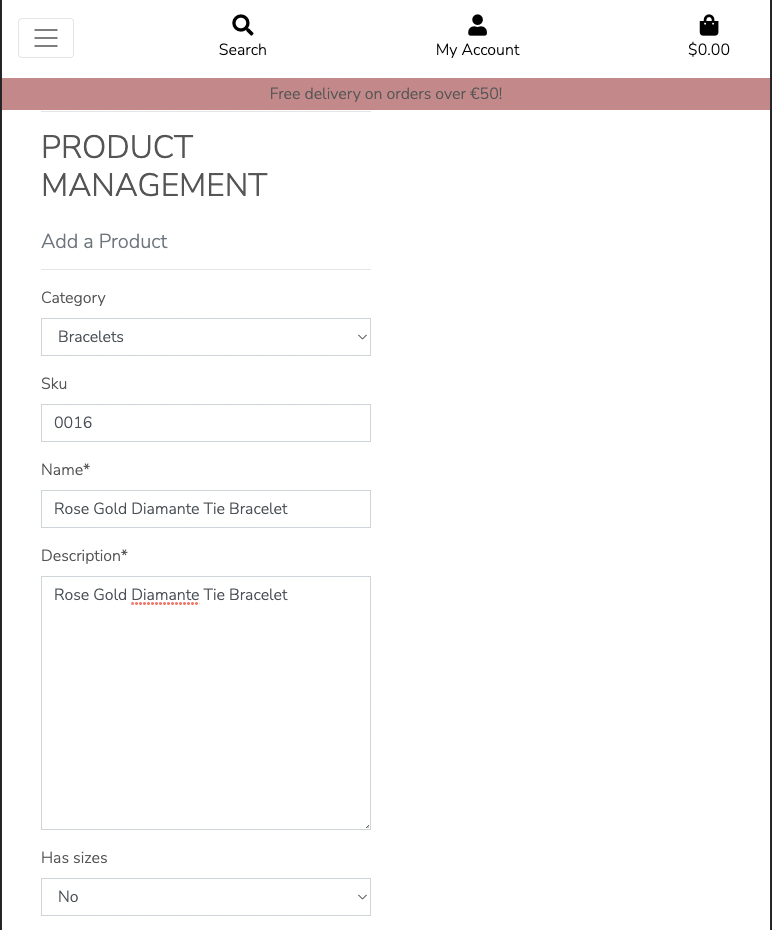 Search
My Account
$0.00
Free delivery on orders over €50!
PRODUCT
MANAGEMENT
Add a Product
Category
Bracelets
Sku
0016
Name*
Rose Gold Diamante Tie Bracelet
Description*
Rose Gold Diamante Tie Bracelet
Has sizes
No